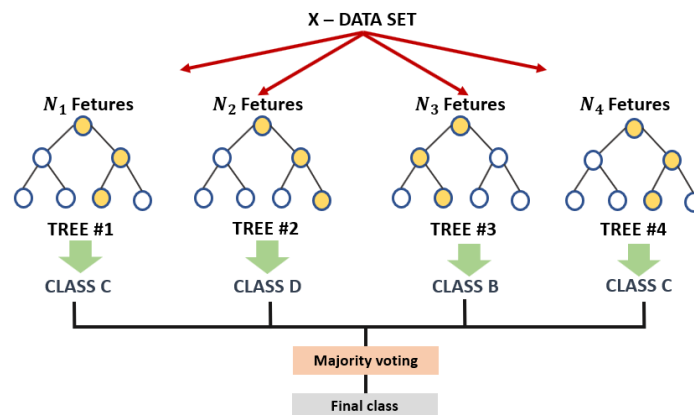 X – DATA SET
N₁ Fetures
N₂ Fetures
N₃ Fetures
N₄ Fetures
TREE #1
TREE #2
TREE #3
TREE #4
CLASS C
CLASS D
CLASS B
CLASS C
Majority voting
Final class